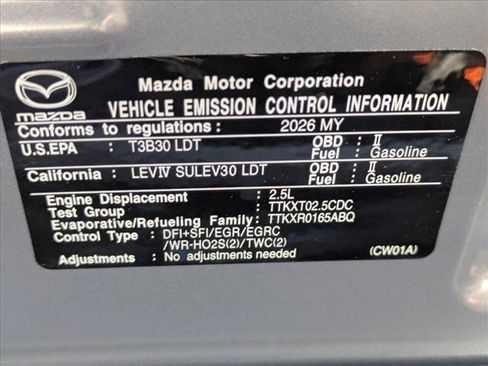 Mazda Motor Corporation
mazda VEHICLE EMISSION CONTROL INFORMATION
Conforms to regulations : 2026 MY
U.S.EPA : T3B30 LDT OBD : II
Fuel : Gasoline
California : LEVIV SULEV30 LDT OBD : II
Fuel : Gasoline
Engine Displacement : 2.5L
Test Group : TTKXT02.5CDC
Evaporative/Refueling Family: TTKXR0165ABQ
Control Type : DFI+SFI/EGR/EGRC
/WR-HO2S(2)/TWC(2)
Adjustments : No adjustments needed (CW01A)